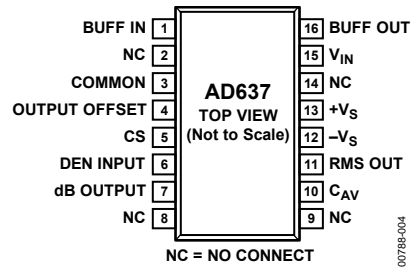 BUFF IN 1
NC 2
COMMON 3
OUTPUT OFFSET 4
CS 5
DEN INPUT 6
dB OUTPUT 7
NC 8
AD637
TOP VIEW
(Not to Scale)
16 BUFF OUT
15 VIN
14 NC
13 +VS
12 –VS
11 RMS OUT
10 CAV
9 NC
NC = NO CONNECT
00788-004